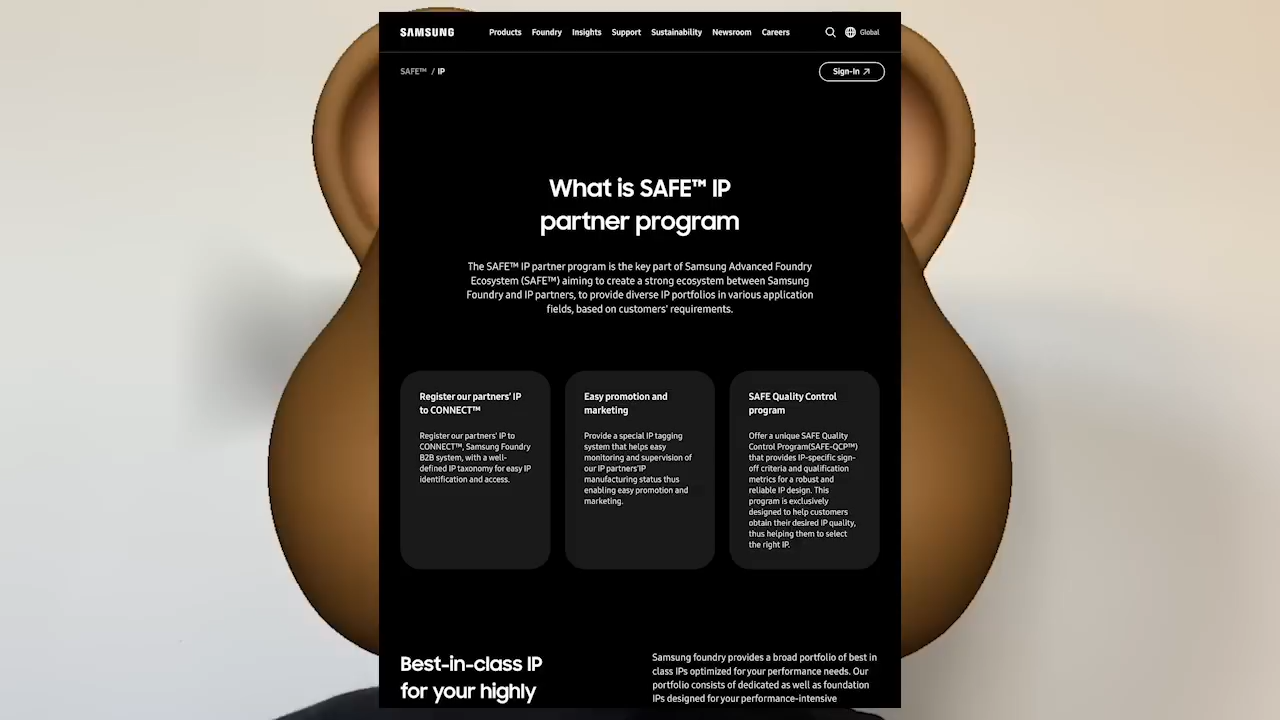 SAMSUNG
Products Foundry Insights Support Sustainability Newsroom Careers
Global
SAFE™ / IP
Sign-In
What is SAFE™ IP
partner program
The SAFE™ IP partner program is the key part of Samsung Advanced Foundry
Ecosystem (SAFE™) aiming to create a strong ecosystem between Samsung
Foundry and IP partners, to provide diverse IP portfolios in various application
fields, based on customers' requirements.
Register our partners' IP
to CONNECT™
Register our partners' IP to
CONNECT™, Samsung Foundry
B2B system, with a well-
defined IP taxonomy for easy IP
identification and access.
Easy promotion and
marketing
Provide a special IP tagging
system that helps easy
monitoring and supervision of
our IP partners'IP
manufacturing status thus
enabling easy promotion and
marketing.
SAFE Quality Control
program
Offer a unique SAFE Quality
Control Program(SAFE-QCP™)
that provides IP-specific sign-
off criteria and qualification
metrics for a robust and
reliable IP design. This
program is exclusively
designed to help customers
obtain their desired IP quality,
thus helping them to select
the right IP.
Best-in-class IP
for your highly
Samsung foundry provides a broad portfolio of best in
class IPs optimized for your performance needs. Our
portfolio consists of dedicated as well as foundation
IPs designed for your performance-intensive